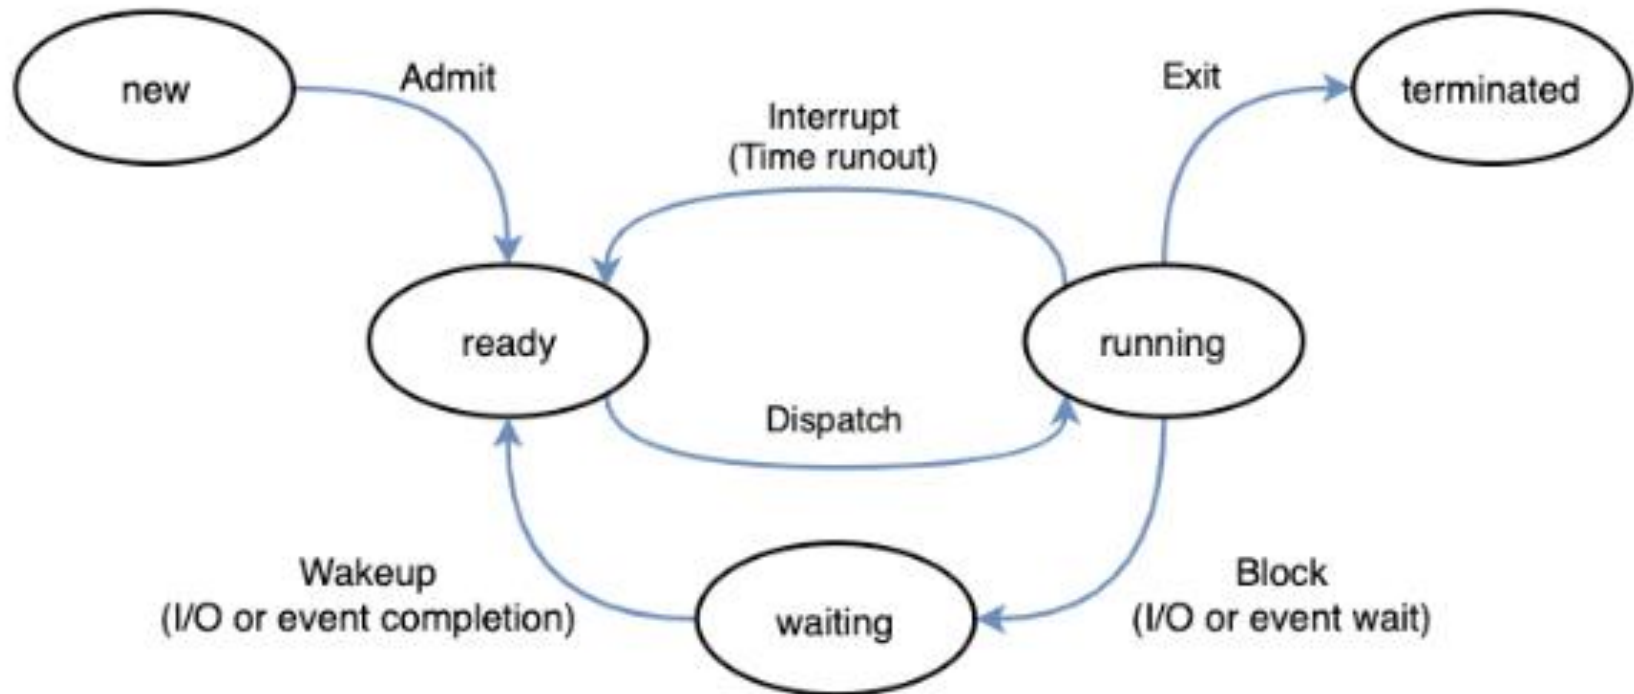 new
Admit
Interrupt
(Time runout)
Exit
terminated
ready
running
Dispatch
Wakeup
(I/O or event completion)
waiting
Block
(I/O or event wait)